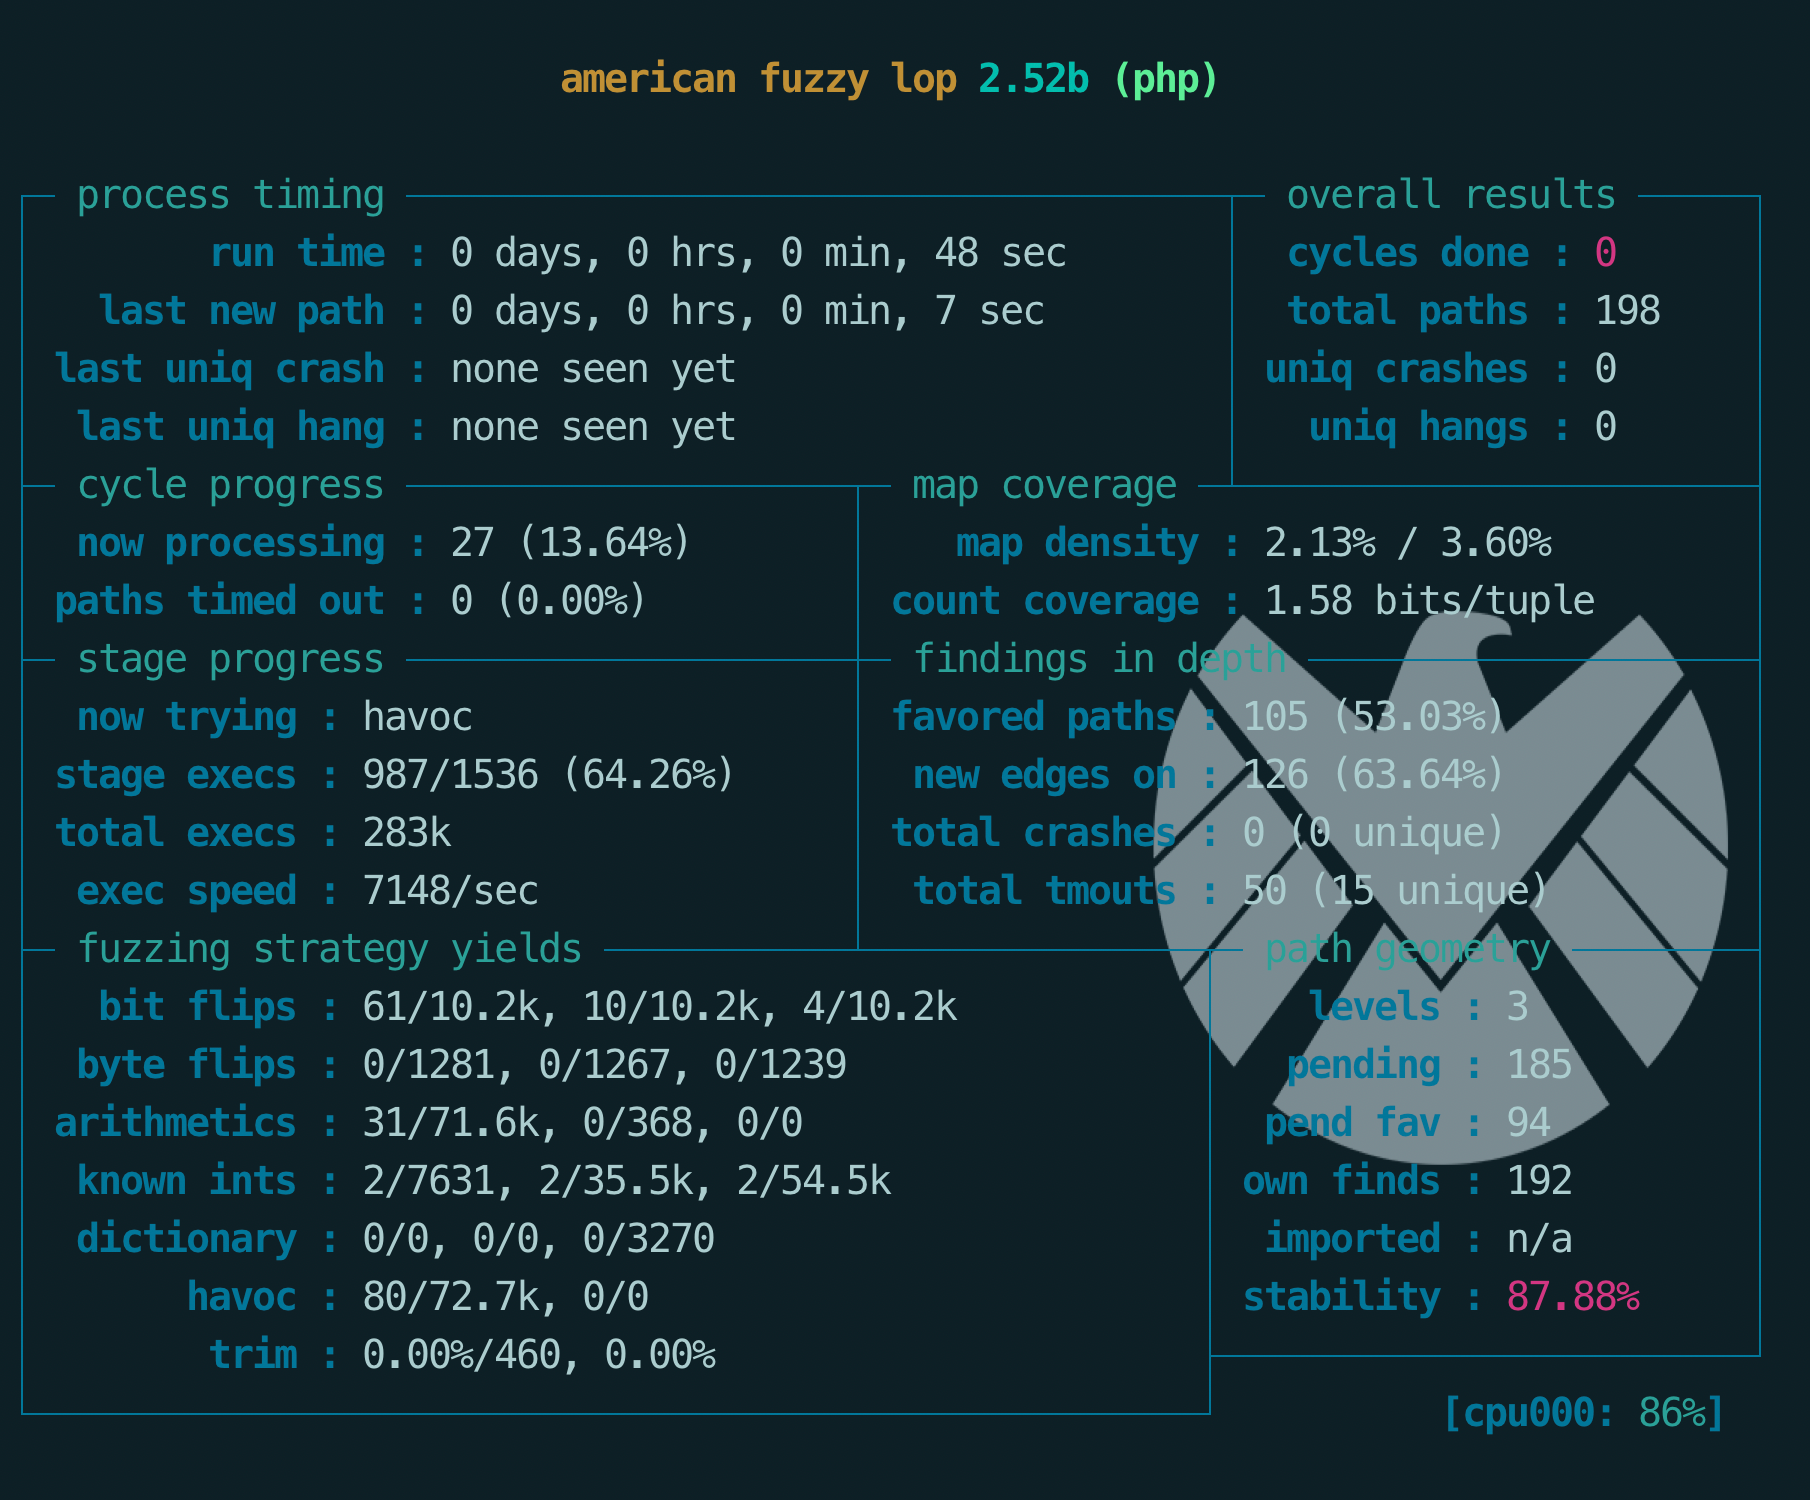 american fuzzy lop 2.52b (php)
process timing
run time : 0 days, 0 hrs, 0 min, 48 sec
last new path : 0 days, 0 hrs, 0 min, 7 sec
last uniq crash : none seen yet
last uniq hang : none seen yet
overall results
cycles done : 0
total paths : 198
uniq crashes : 0
uniq hangs : 0
cycle progress
now processing : 27 (13.64%)
paths timed out : 0 (0.00%)
map coverage
map density : 2.13% / 3.60%
count coverage : 1.58 bits/tuple
stage progress
now trying : havoc
stage execs : 987/1536 (64.26%)
total execs : 283k
exec speed : 7148/sec
findings in depth
favored paths : 105 (53.03%)
new edges on : 126 (63.64%)
total crashes : 0 (0 unique)
total tmouts : 50 (15 unique)
fuzzing strategy yields
bit flips : 61/10.2k, 10/10.2k, 4/10.2k
byte flips : 0/1281, 0/1267, 0/1239
arithmetics : 31/71.6k, 0/368, 0/0
known ints : 2/7631, 2/35.5k, 2/54.5k
dictionary : 0/0, 0/0, 0/3270
havoc : 80/72.7k, 0/0
trim : 0.00%/460, 0.00%
path geometry
levels : 3
pending : 185
pend fav : 94
own finds : 192
imported : n/a
stability : 87.88%
[cpu000: 86%]